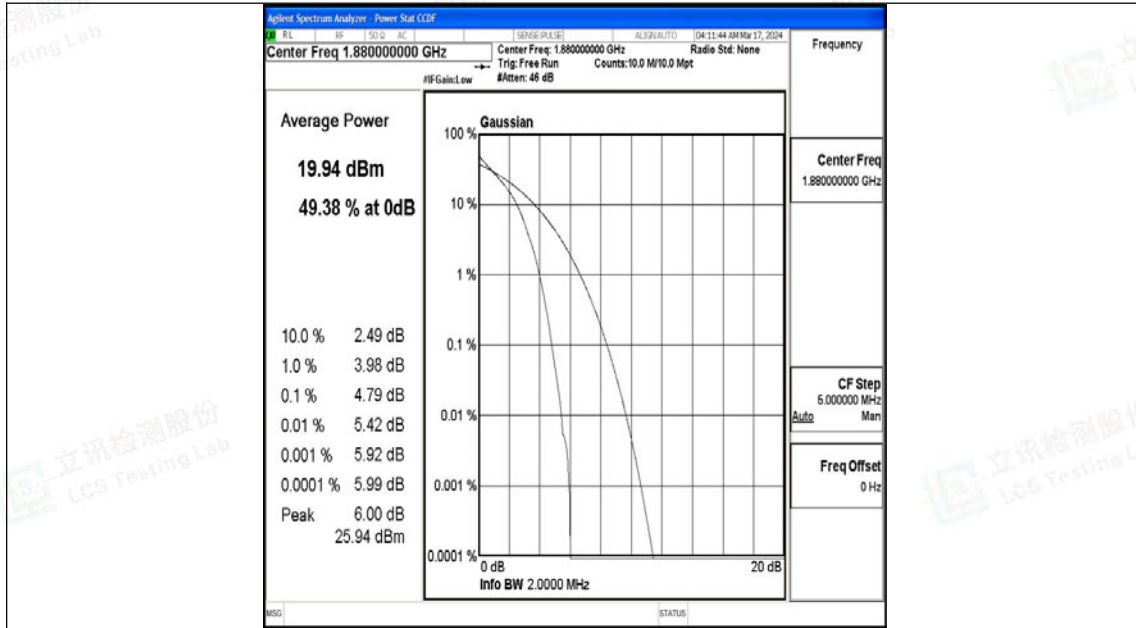 Agilent Spectrum Analyzer - Power Stat CCDF
RL RF 50 Ω AC SENSE:PULSE ALIGNAUTO 04:11:44 AM Mar 17, 2024
Center Freq 1.880000000 GHz
Center Freq: 1.880000000 GHz Radio Std: None
Trig: Free Run Counts:10.0 M/10.0 Mpt
#IFGain:Low #Atten: 46 dB
Frequency
Average Power
19.94 dBm
49.38 % at 0dB
10.0 % 2.49 dB
1.0 % 3.98 dB
0.1 % 4.79 dB
0.01 % 5.42 dB
0.001 % 5.92 dB
0.0001 % 5.99 dB
Peak 6.00 dB
25.94 dBm
Gaussian
100 %
10 %
1 %
0.1 %
0.01 %
0.001 %
0.0001 %
0 dB 20 dB
Info BW 2.0000 MHz
Center Freq
1.880000000 GHz
CF Step
5.000000 MHz
Auto Man
Freq Offset
0 Hz
MSG STATUS
立讯检测股份
LCS Testing Lab
立讯检测股份
LCS Testing L